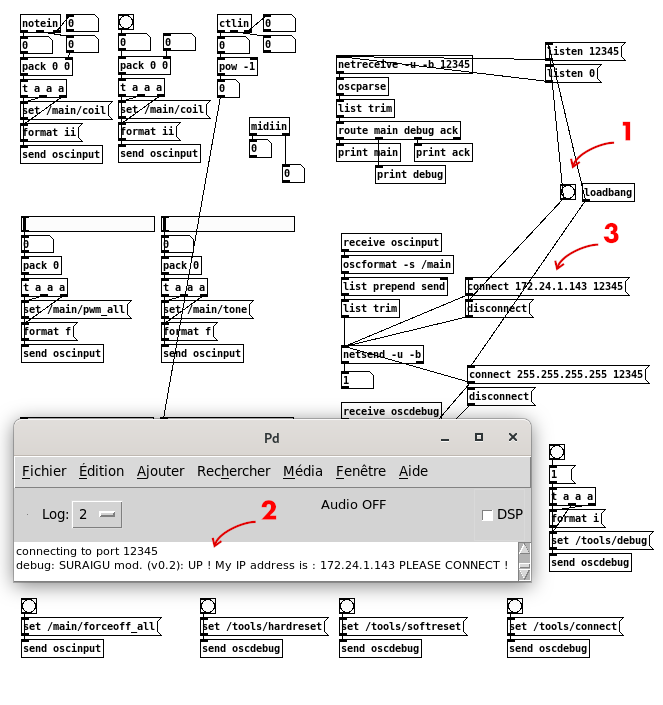 notein 0
0 0
pack 0 0
t a a a
set /main/coil
format ii
send oscinput
0 0
pack 0 0
t a a a
set /main/coil
format ii
send oscinput
ctlin 0
0 0
pow -1
0
midiin
0
0
netreceive -u -b 12345
oscparse
list trim
route main debug ack
print main
print ack
print debug
listen 12345
listen 0
1
loadbang
0
pack 0
t a a a
set /main/pwm_all
format f
send oscinput
0
pack 0
t a a a
set /main/tone
format f
send oscinput
receive oscinput
oscformat -s /main
list prepend send
list trim
netsend -u -b
1
receive oscdebug
3
connect 172.24.1.143 12345
disconnect
connect 255.255.255.255 12345
disconnect
Pd
Fichier Édition Ajouter Rechercher Média Fenêtre Aide
Log: 2
Audio OFF
DSP
2
connecting to port 12345
debug: SURAIGU mod. (v0.2): UP ! My IP address is : 172.24.1.143 PLEASE CONNECT !
1
t a a a
format i
set /tools/debug
send oscdebug
set /main/forceoff_all
send oscinput
set /tools/hardreset
send oscdebug
set /tools/softreset
send oscdebug
set /tools/connect
send oscdebug